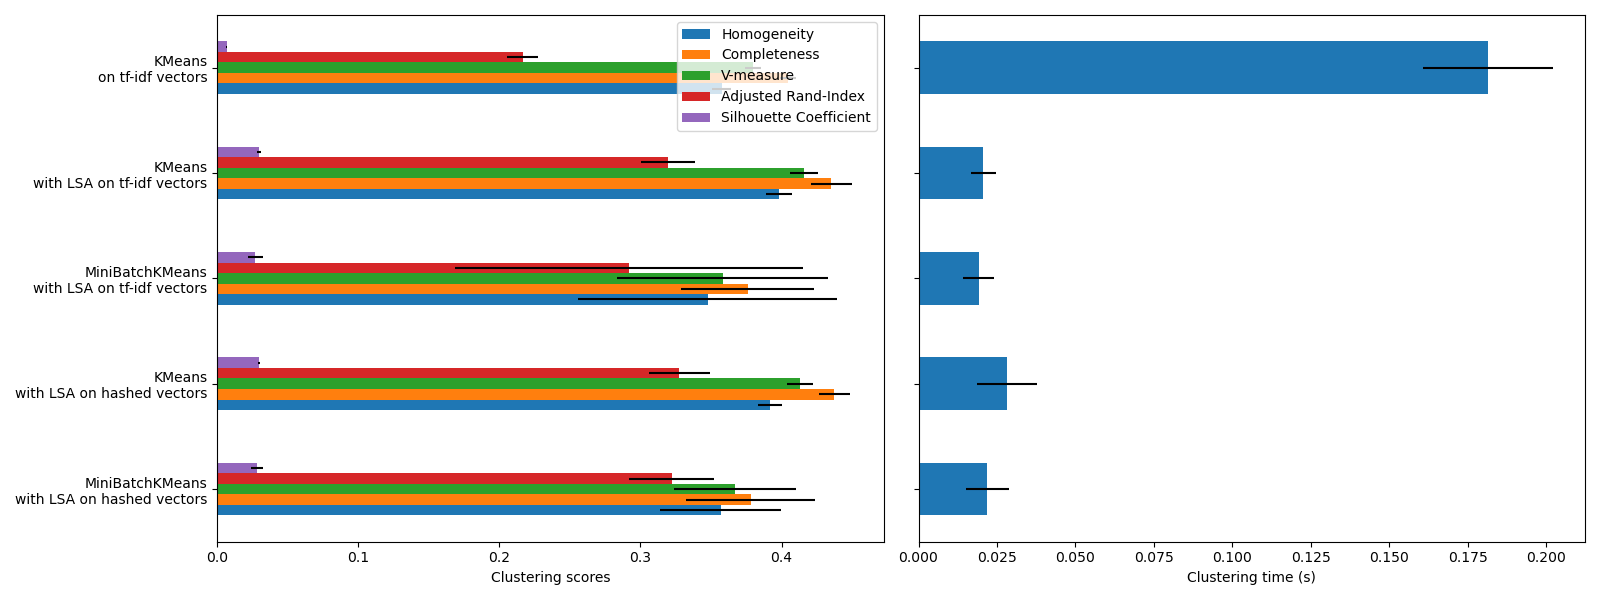 KMeans
on tf-idf vectors
KMeans
with LSA on tf-idf vectors
MiniBatchKMeans
with LSA on tf-idf vectors
KMeans
with LSA on hashed vectors
MiniBatchKMeans
with LSA on hashed vectors
Homogeneity
Completeness
V-measure
Adjusted Rand-Index
Silhouette Coefficient
0.0 0.1 0.2 0.3 0.4
Clustering scores
0.000 0.025 0.050 0.075 0.100 0.125 0.150 0.175 0.200
Clustering time (s)